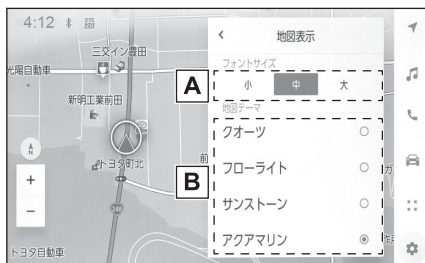 4:12
三交イン豊田
光陽自動車
新明工業前田
トヨタ町北
前
N
+
−
248
トヨタ自動車
< 地図表示
フォントサイズ
A
小 中 大
地図テーマ
B
クオーツ
フローライト
サンストーン
アクアマリン